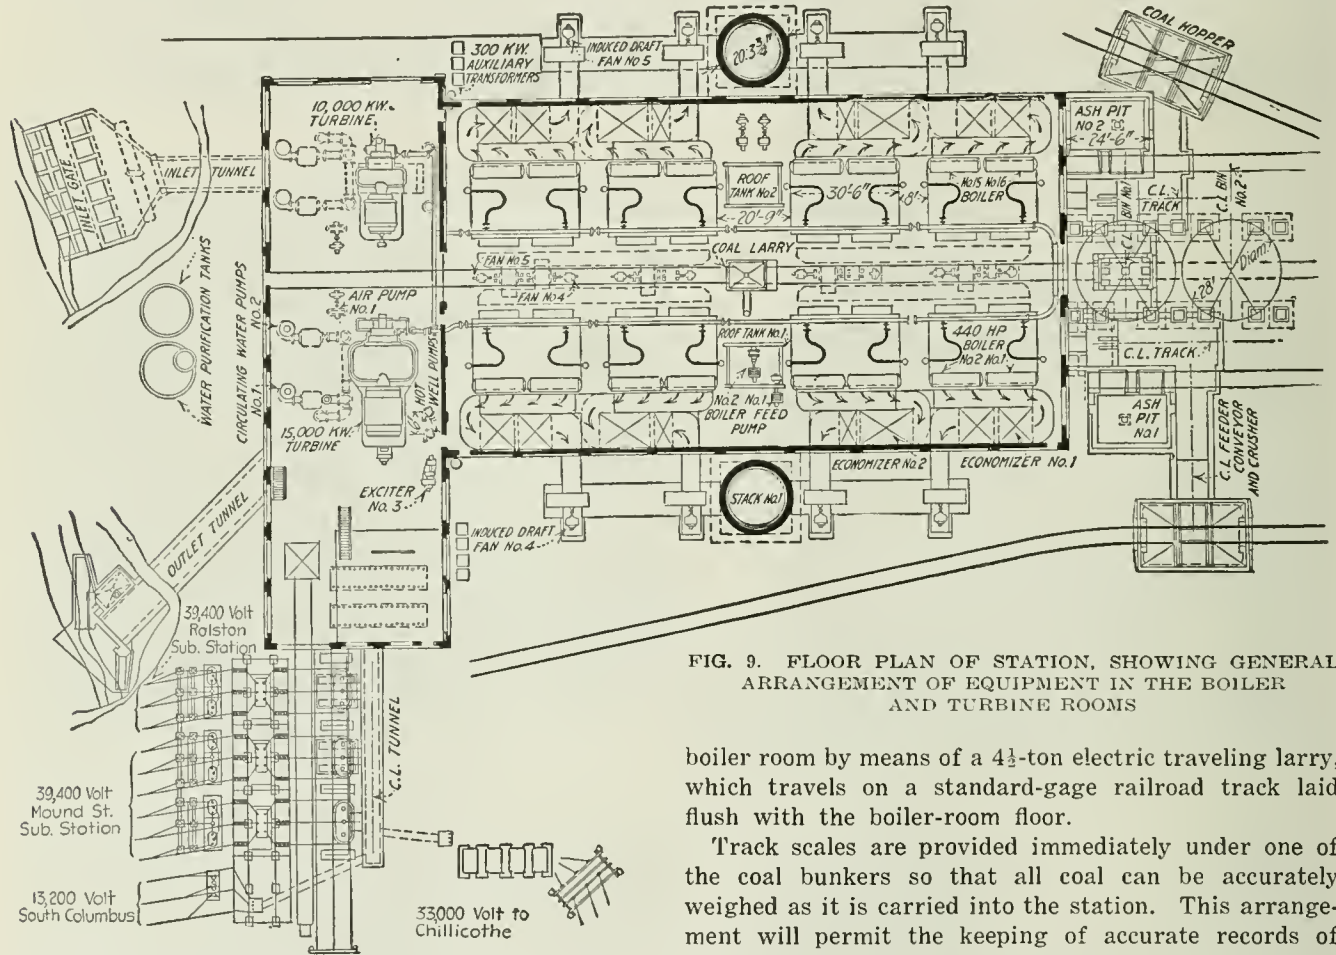 300 KW.
AUXILIARY
TRANSFORMERS
INDUCED DRAFT
FAN No 5
20'-3 3/4"
COAL HOPPER
10,000 KW.
TURBINE
ASH PIT
No 2
24'-6"
INLET GATE
INLET TUNNEL
ROOF
TANK No.2
20'-9"
30'-6"
8'
No 15 No 16
BOILER
C.L. BIN No.1
C.L.
TRACK
C.L. BIN
No.2
WATER PURIFICATION TANKS
CIRCULATING WATER PUMPS
No.1 No.2
FAN No 5
FAN No 4
COAL LARRY
28'
Diam.
AIR PUMP
No.1
ROOF TANK No.1
440 HP
BOILER
No.2 No.1
C.L. TRACK
15,000 KW.
TURBINE
HOT
WELL PUMPS
No.2 No.1
BOILER FEED
PUMP
ASH
PIT
No.1
C.L. FEEDER
CONVEYOR
AND CRUSHER
ECONOMIZER No.2
ECONOMIZER No.1
EXCITER
No.3
STACK No.1
INDUCED DRAFT
FAN No.4
OUTLET TUNNEL
39,400 Volt
Ralston
Sub. Station
C.L. TUNNEL
39,400 Volt
Mound St.
Sub. Station
13,200 Volt
South Columbus
33,000 Volt to
Chillicothe
FIG. 9. FLOOR PLAN OF STATION, SHOWING GENERAL
ARRANGEMENT OF EQUIPMENT IN THE BOILER
AND TURBINE ROOMS
boiler room by means of a 4½-ton electric traveling larry,
which travels on a standard-gage railroad track laid
flush with the boiler-room floor.
Track scales are provided immediately under one of
the coal bunkers so that all coal can be accurately
weighed as it is carried into the station. This arrange-
ment will permit the keeping of accurate records of